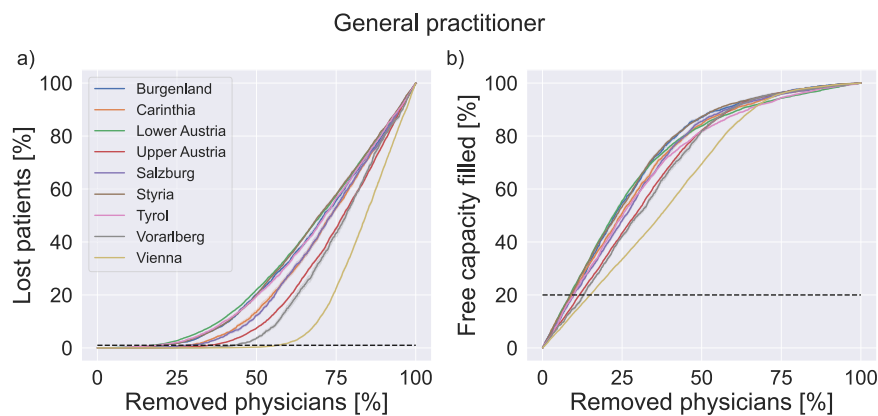 General practitioner
a)
Lost patients [%]
100
80
60
40
20
0
Burgenland
Carinthia
Lower Austria
Upper Austria
Salzburg
Styria
Tyrol
Vorarlberg
Vienna
0 25 50 75 100
Removed physicians [%]
b)
Free capacity filled [%]
100
80
60
40
20
0
0 25 50 75 100
Removed physicians [%]